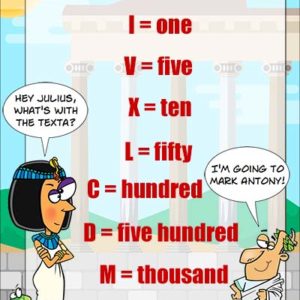 I = one
V = five
HEY JULIUS,
WHAT'S WITH
THE TEXTA?
X = ten
L = fifty
I'M GOING TO
MARK ANTONY!
C = hundred
D = five hundred
M = thousand